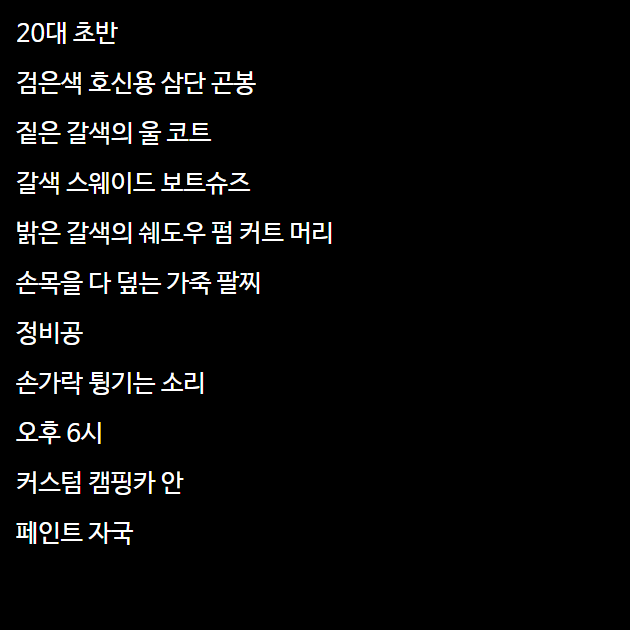 20대 초반
검은색 호신용 삼단 곤봉
짙은 갈색의 울 코트
갈색 스웨이드 보트슈즈
밝은 갈색의 쉐도우 펌 커트 머리
손목을 다 덮는 가죽 팔찌
정비공
손가락 튕기는 소리
오후 6시
커스텀 캠핑카 안
페인트 자국